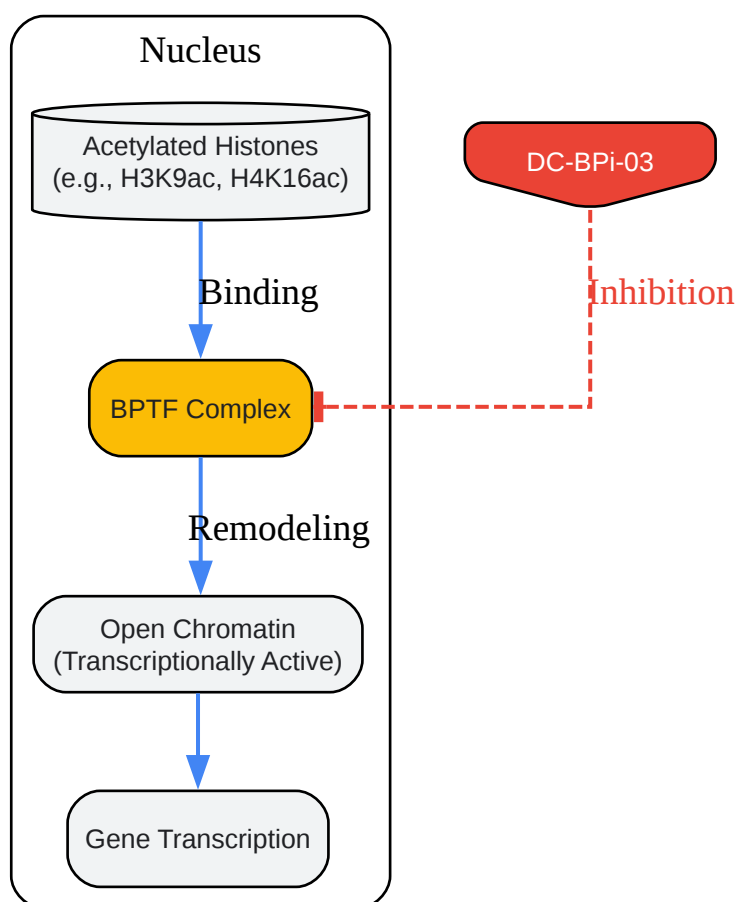 Nucleus
Acetylated Histones
(e.g., H3K9ac, H4K16ac)
DC-BPi-03
Binding
Inhibition
BPTF Complex
Remodeling
Open Chromatin
(Transcriptionally Active)
Gene Transcription